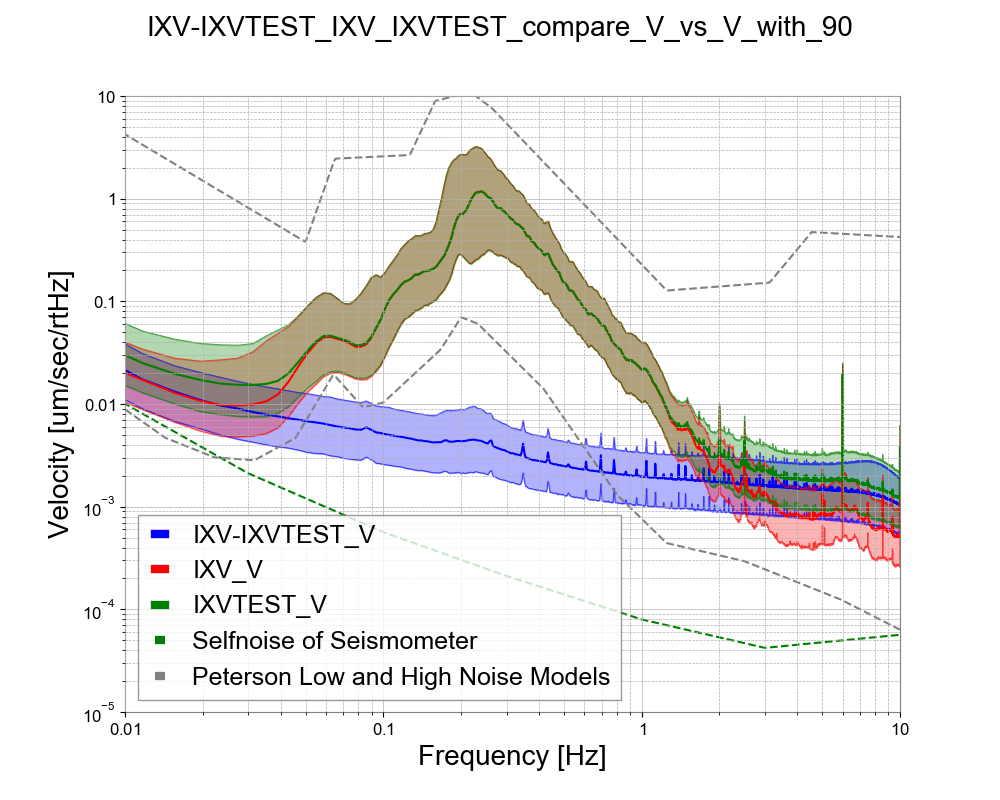 IXV-IXVTEST_IXV_IXVTEST_compare_V_vs_V_with_90
10
1
0.1
0.01
10⁻³
10⁻⁴
10⁻⁵
Velocity [um/sec/rtHz]
IXV-IXVTEST_V
IXV_V
IXVTEST_V
Selfnoise of Seismometer
Peterson Low and High Noise Models
0.01 0.1 1 10
Frequency [Hz]